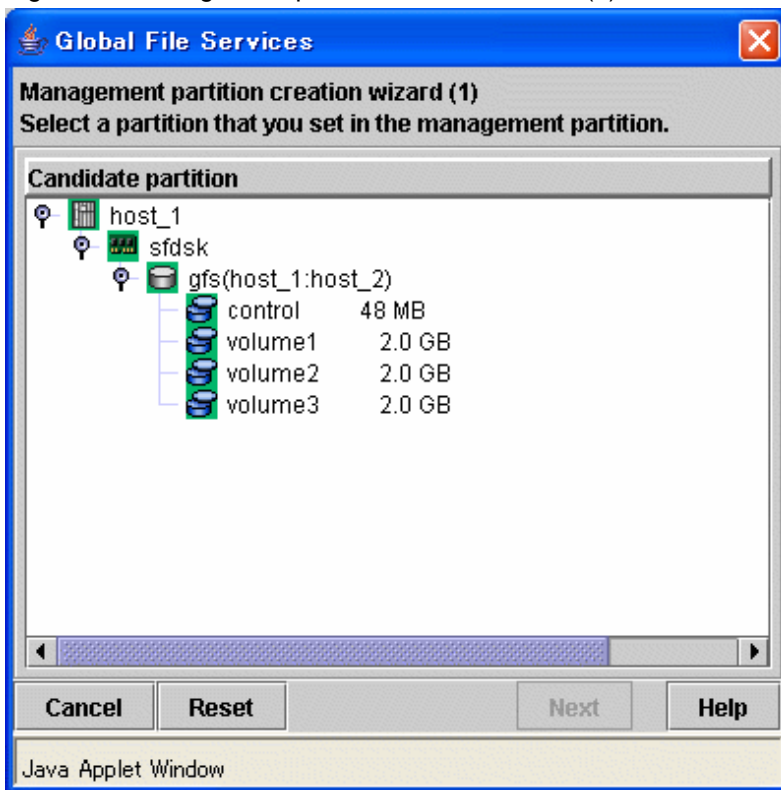 Global File Services
Management partition creation wizard (1)
Select a partition that you set in the management partition.
Candidate partition
host_1
sfdsk
gfs(host_1:host_2)
control 48 MB
volume1 2.0 GB
volume2 2.0 GB
volume3 2.0 GB
Cancel Reset Next Help
Java Applet Window